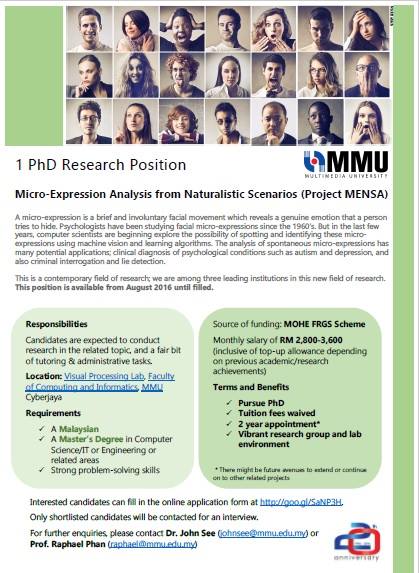 1 PhD Research Position
MMU
MULTIMEDIA UNIVERSITY
Micro-Expression Analysis from Naturalistic Scenarios (Project MENSA)
A micro-expression is a brief and involuntary facial movement which reveals a genuine emotion that a person
tries to hide. Psychologists have been studying facial micro-expressions since the 1960's. But in the last few
years, computer scientists are beginning explore the possibility of spotting and identifying these micro-
expressions using machine vision and learning algorithms. The analysis of spontaneous micro-expressions has
many potential applications; clinical diagnosis of psychological conditions such as autism and depression, and
also criminal interrogation and lie detection.
This is a contemporary field of research; we are among three leading institutions in this new field of research.
This position is available from August 2016 until filled.
Responsibilities
Candidates are expected to conduct
research in the related topic, and a fair bit
of tutoring & administrative tasks.
Location: Visual Processing Lab, Faculty
of Computing and Informatics, MMU
Cyberjaya
Requirements
✓ A Malaysian
✓ A Master's Degree in Computer
Science/IT or Engineering or
related areas
✓ Strong problem-solving skills
Source of funding: MOHE FRGS Scheme
Monthly salary of RM 2,800-3,600
(inclusive of top-up allowance depending
on previous academic/research
achievements)
Terms and Benefits
✓ Pursue PhD
✓ Tuition fees waived
✓ 2 year appointment*
✓ Vibrant research group and lab
environment
* There might be future avenues to extend or continue
on to other related projects
Interested candidates can fill in the online application form at http://goo.gl/SaNP3H.
Only shortlisted candidates will be contacted for an interview.
For further enquiries, please contact Dr. John See (johnsee@mmu.edu.my) or
Prof. Raphael Phan (raphael@mmu.edu.my)
20th
anniversary